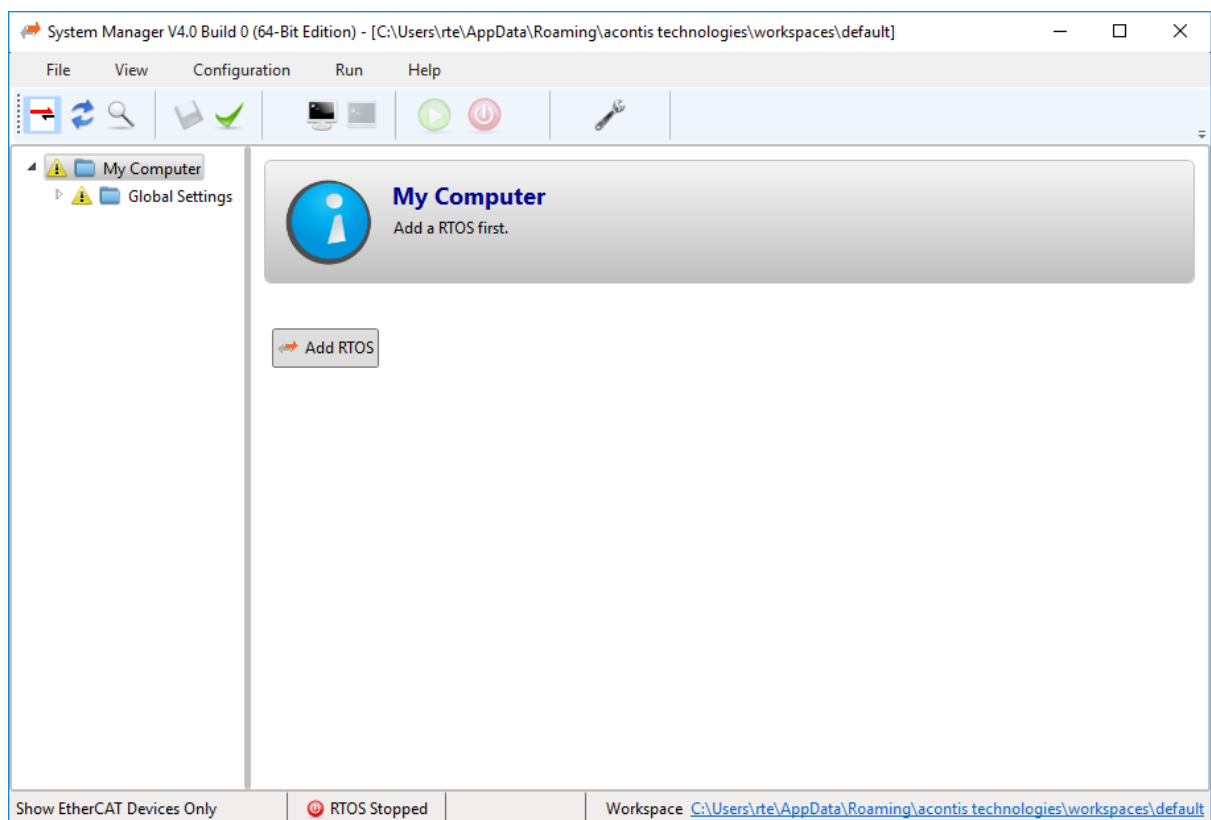 System Manager V4.0 Build 0 (64-Bit Edition) - [C:\Users\rte\AppData\Roaming\acontis technologies\workspaces\default]
File View Configuration Run Help
My Computer
Global Settings
My Computer
Add a RTOS first.
Add RTOS
Show EtherCAT Devices Only
RTOS Stopped
Workspace C:\Users\rte\AppData\Roaming\acontis technologies\workspaces\default